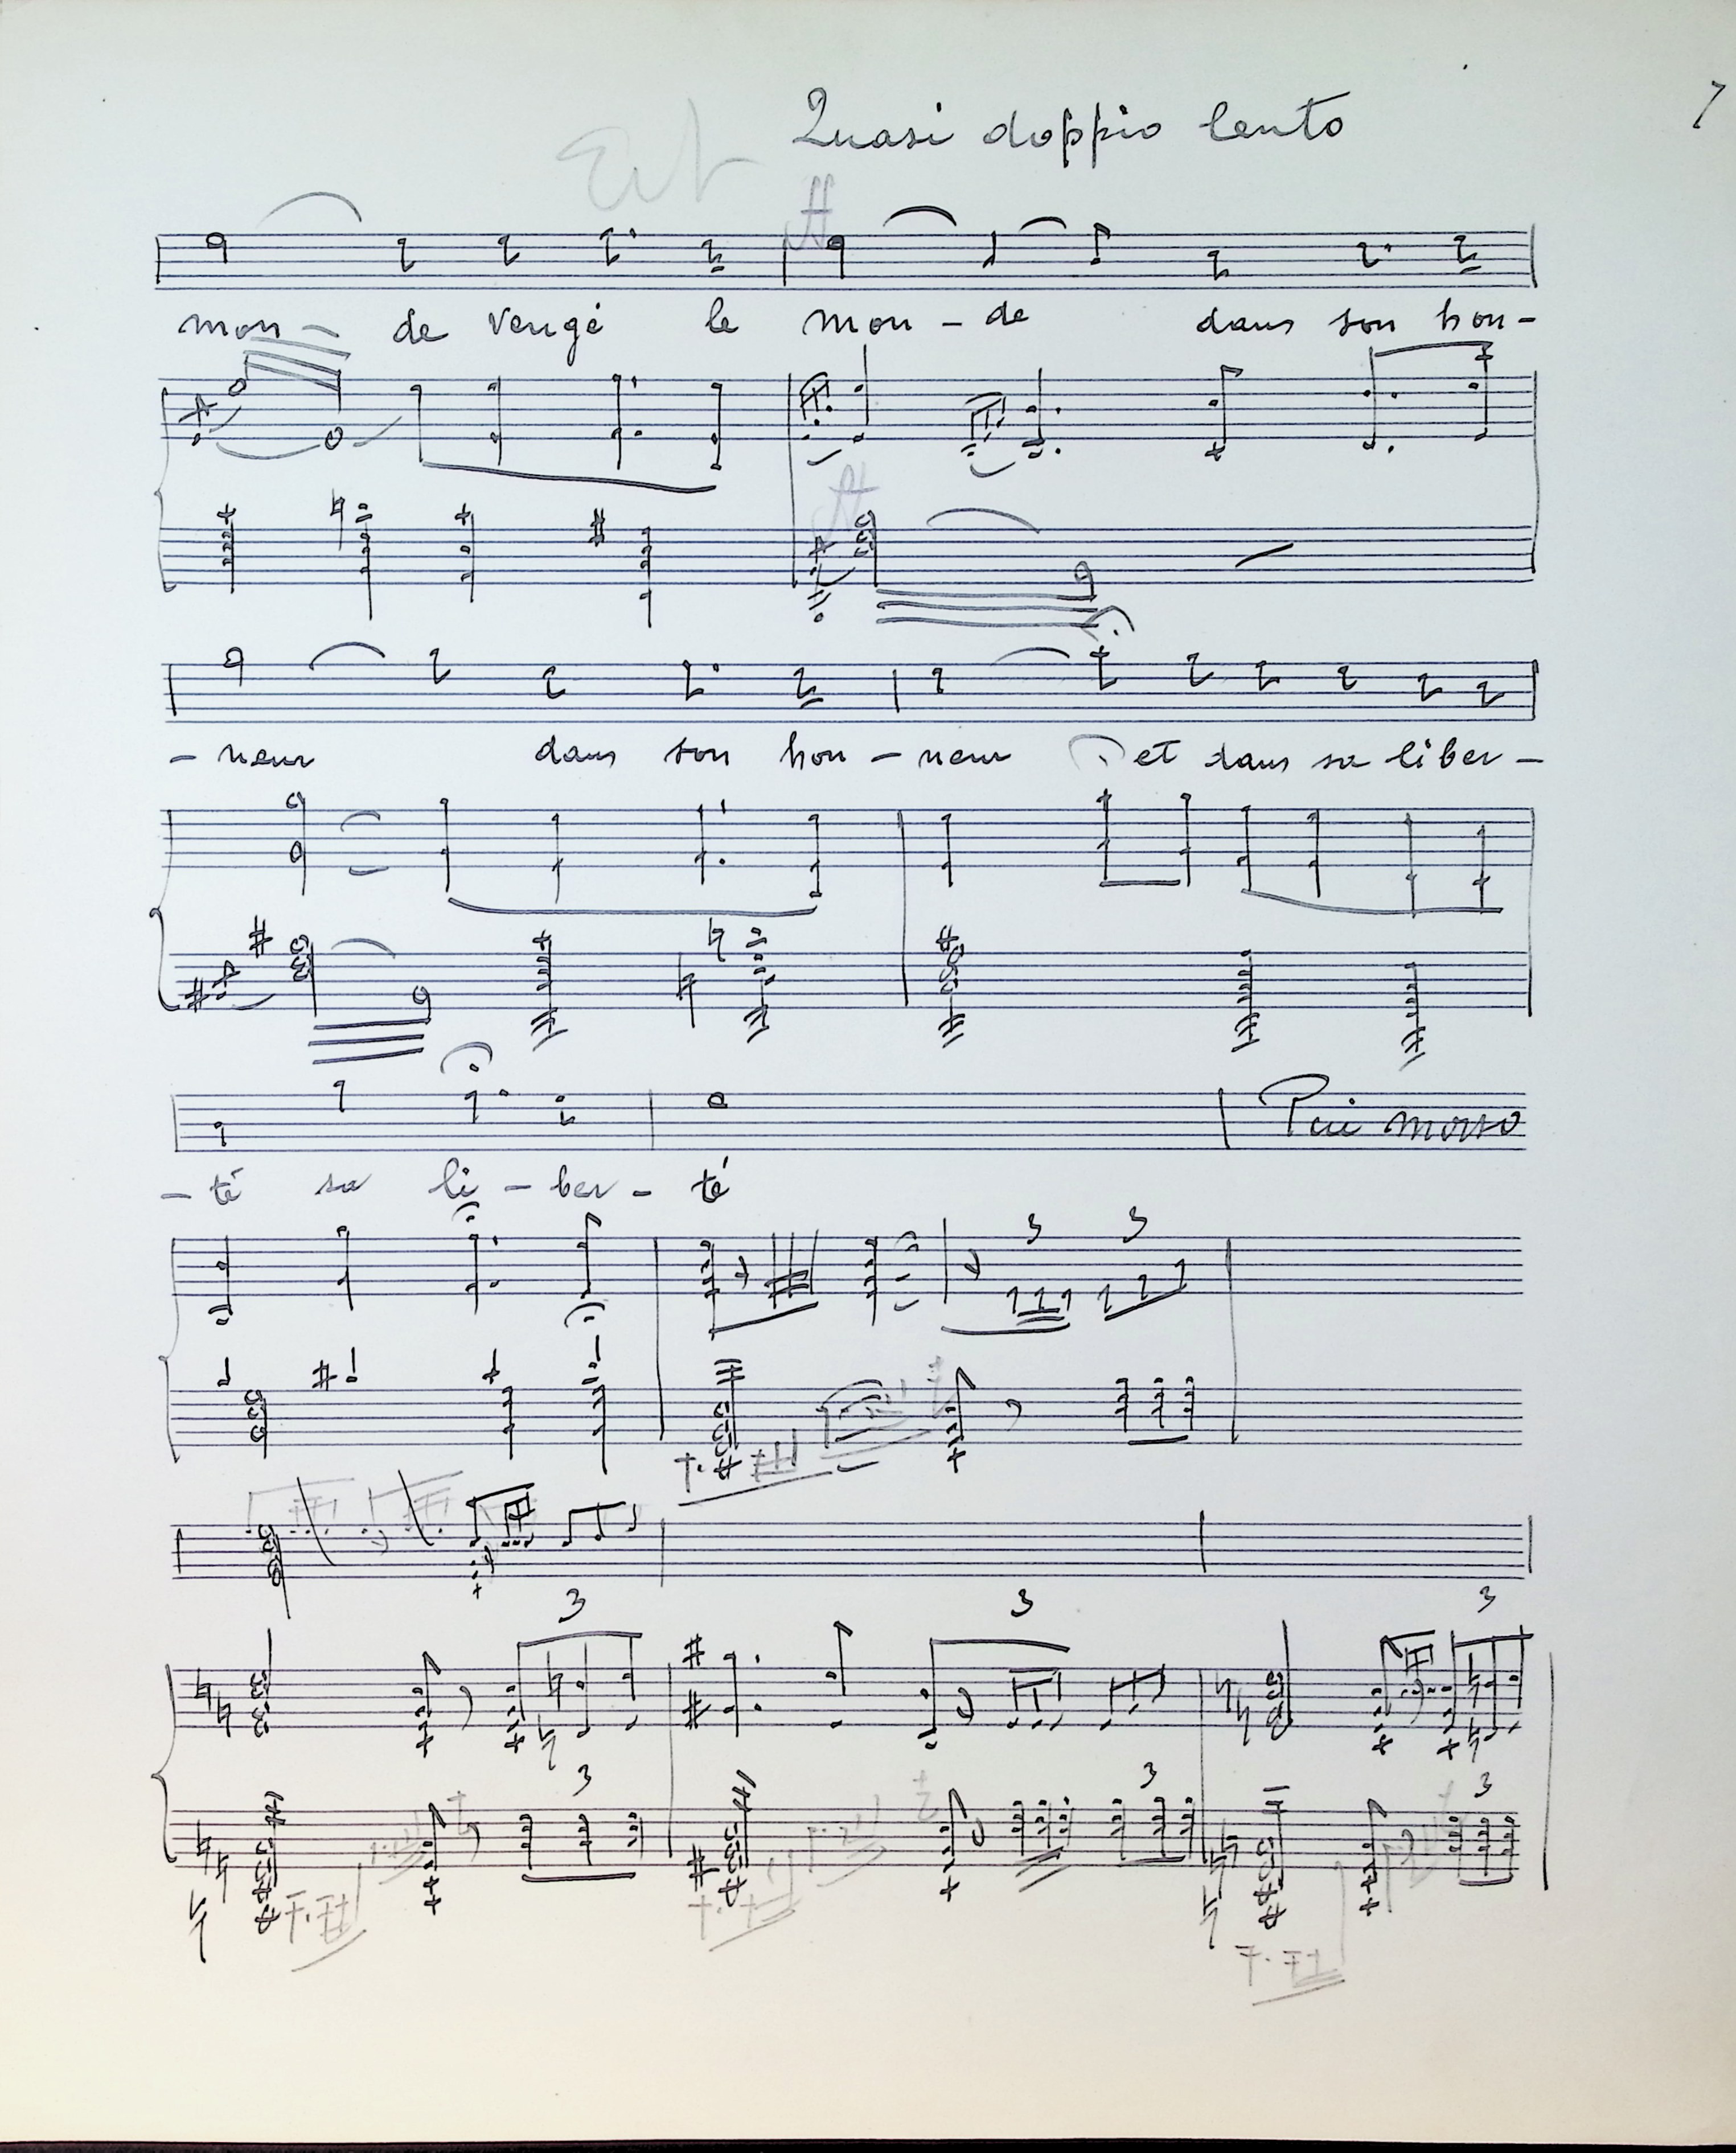 7
Quasi doppio lento
mon - de vengé le mon - de dans son hon -
- neur dans son hon - neur et dans sa liber -
Più mosso
- té sa li - ber - té
3 3
3 3 3
3 3 3